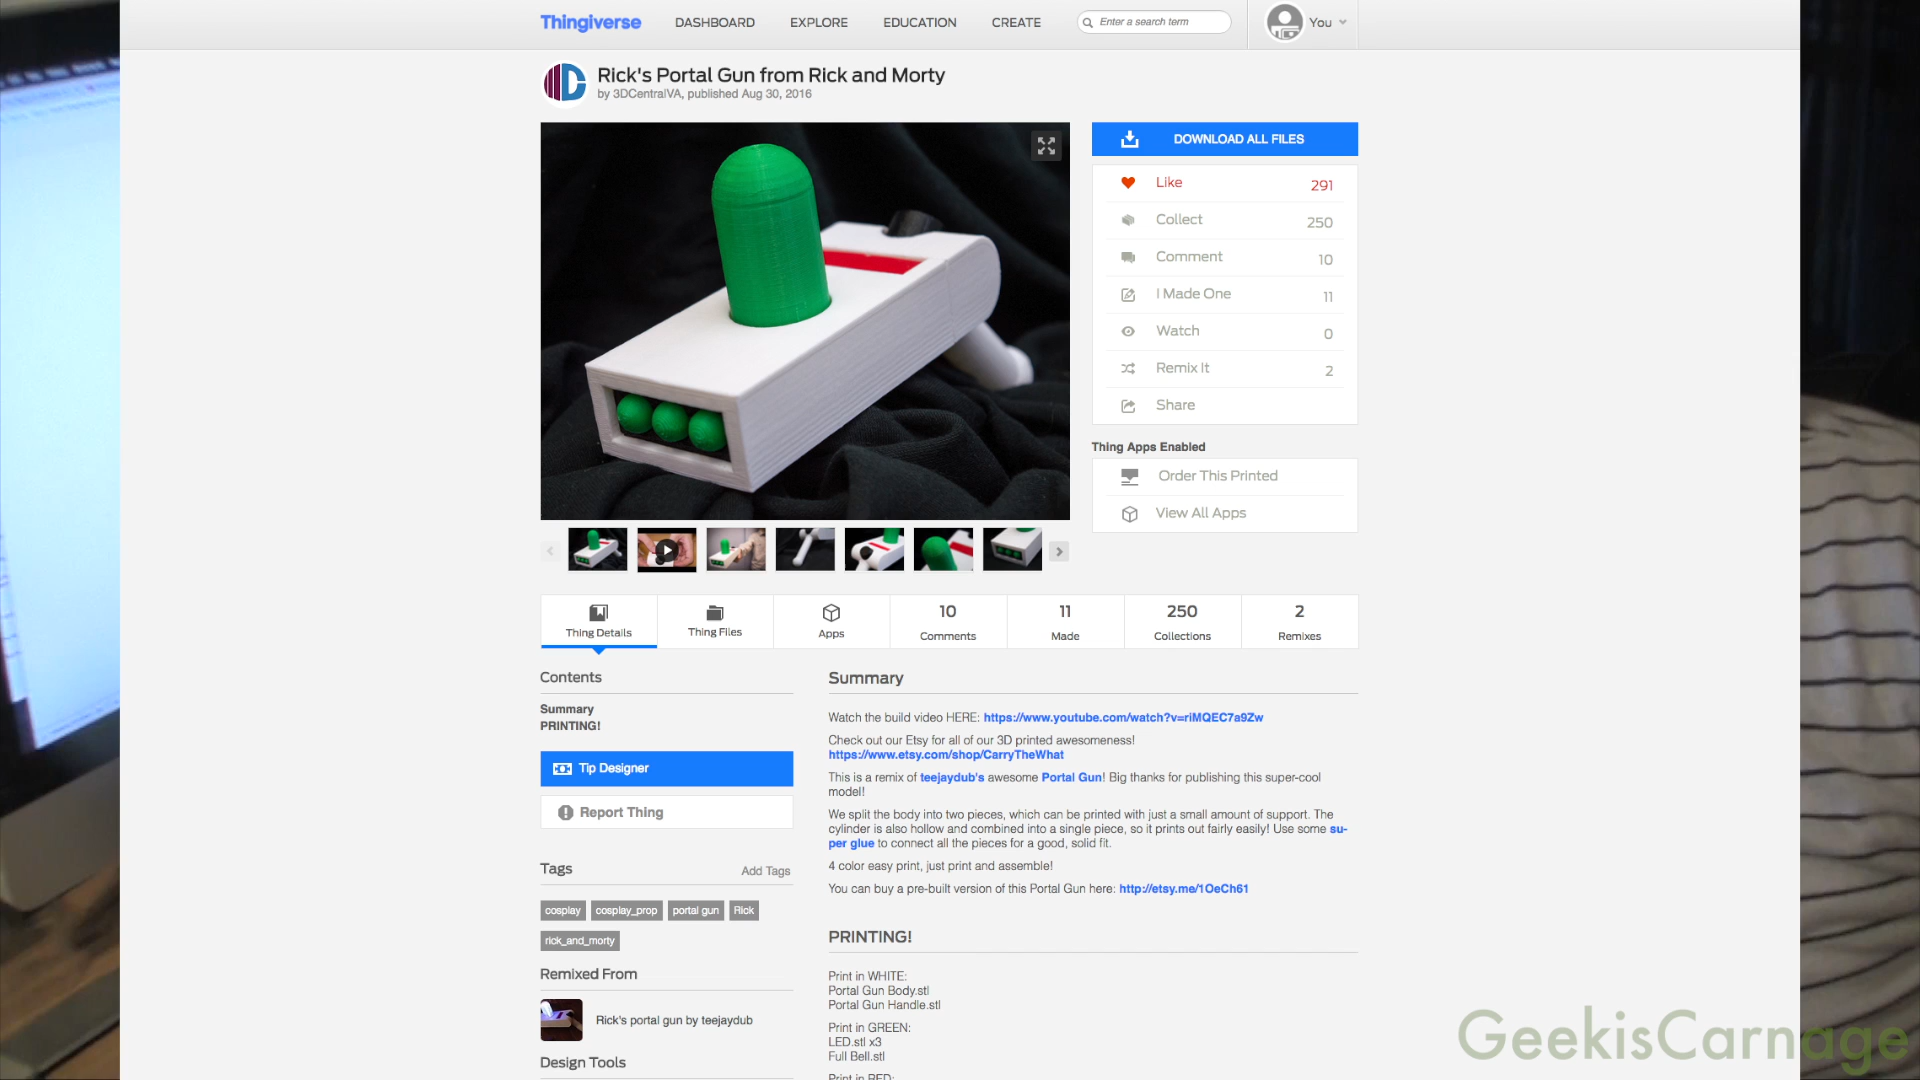 Thingiverse DASHBOARD EXPLORE EDUCATION CREATE Enter a search term You
Rick's Portal Gun from Rick and Morty
by 3DCentralVA, published Aug 30, 2016
DOWNLOAD ALL FILES
Like 291
Collect 250
Comment 10
I Made One 11
Watch 0
Remix It 2
Share
Thing Apps Enabled
Order This Printed
View All Apps
Thing Details
Thing Files
Apps
10 Comments
11 Made
250 Collections
2 Remixes
Contents
Summary
PRINTING!
Tip Designer
Report Thing
Tags Add Tags
cosplay cosplay_prop portal gun Rick
rick_and_morty
Remixed From
Rick's portal gun by teejaydub
Design Tools
Summary
Watch the build video HERE: https://www.youtube.com/watch?v=riMQEC7a9Zw
Check out our Etsy for all of our 3D printed awesomeness!
https://www.etsy.com/shop/CarryTheWhat
This is a remix of teejaydub's awesome Portal Gun! Big thanks for publishing this super-cool
model!
We split the body into two pieces, which can be printed with just a small amount of support. The
cylinder is also hollow and combined into a single piece, so it prints out fairly easily! Use some su-
per glue to connect all the pieces for a good, solid fit.
4 color easy print, just print and assemble!
You can buy a pre-built version of this Portal Gun here: http://etsy.me/1OeCh61
PRINTING!
Print in WHITE:
Portal Gun Body.stl
Portal Gun Handle.stl
Print in GREEN:
LED.stl x3
Full Bell.stl
Print in RED:
GeekisCarnage